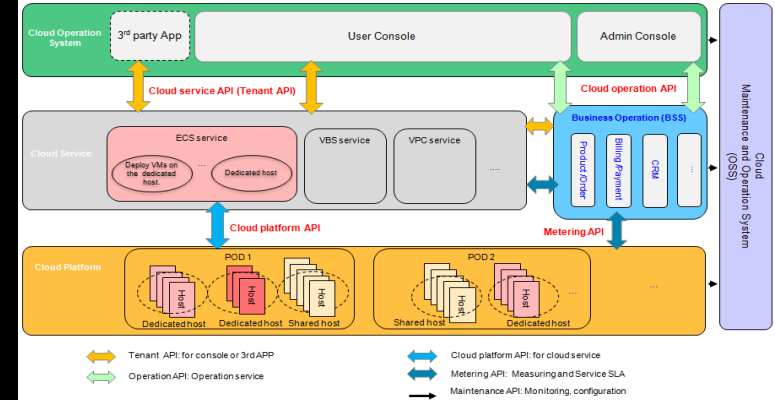 Cloud Operation
System
3rd party App
User Console
Admin Console
Cloud service API (Tenant API)
Cloud operation API
Cloud Service
ECS service
Deploy VMs on
the dedicated
host.
...
Dedicated host
VBS service
VPC service
....
Business Operation (BSS)
Product /Order
Billing /Payment
CRM
...
Cloud platform API
Metering API
Cloud Platform
POD 1
Host
Host
Host
Dedicated host
Dedicated host
Shared host
POD 2
Host
Host
...
Shared host
Dedicated host
...
Cloud
Maintenance and Operation System
(OSS)
Tenant API: for console or 3rd APP
Operation API: Operation service
Cloud platform API: for cloud service
Metering API: Measuring and Service SLA
Maintenance API: Monitoring, configuration